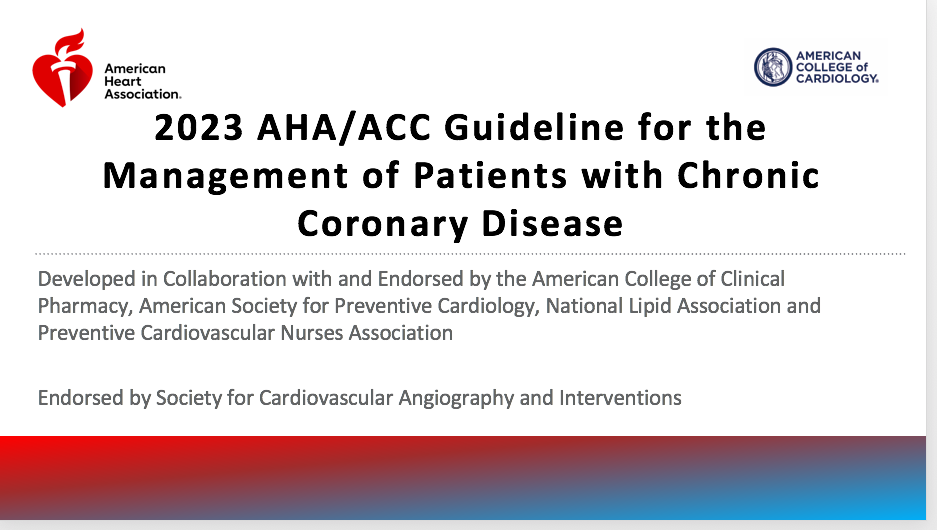 American
Heart
Association.
AMERICAN
COLLEGE of
CARDIOLOGY®
2023 AHA/ACC Guideline for the
Management of Patients with Chronic
Coronary Disease
Developed in Collaboration with and Endorsed by the American College of Clinical
Pharmacy, American Society for Preventive Cardiology, National Lipid Association and
Preventive Cardiovascular Nurses Association
Endorsed by Society for Cardiovascular Angiography and Interventions